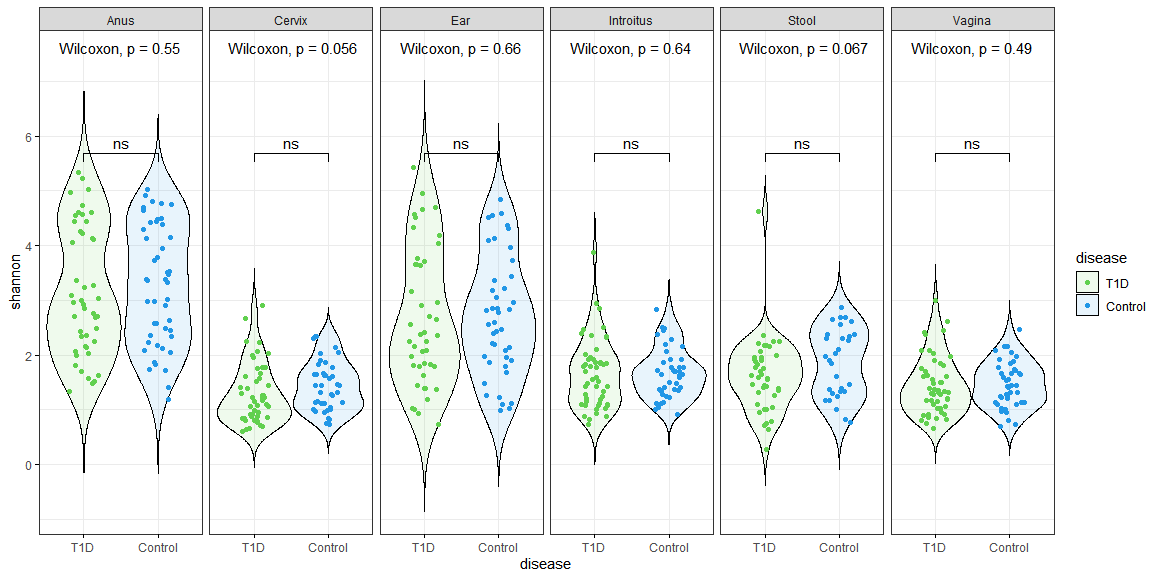 Anus Cervix Ear Introitus Stool Vagina
Wilcoxon, p = 0.55 Wilcoxon, p = 0.056 Wilcoxon, p = 0.66 Wilcoxon, p = 0.64 Wilcoxon, p = 0.067 Wilcoxon, p = 0.49
ns ns ns ns ns ns
6
4
2
0
shannon
T1D Control T1D Control T1D Control T1D Control T1D Control T1D Control
disease
disease
T1D
Control